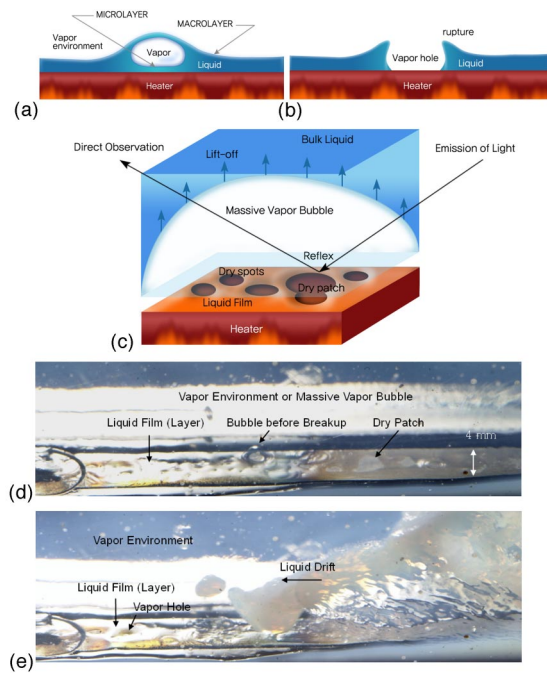 MICROLAYER
MACROLAYER
Vapor
environment
Vapor
Liquid
Heater
(a)
rupture
Vapor hole
Liquid
Heater
(b)
Direct Observation
Bulk Liquid
Emission of Light
Lift-off
Massive Vapor Bubble
Reflex
Dry spots
Dry patch
Liquid Film
Heater
(c)
Vapor Environment or Massive Vapor Bubble
Liquid Film (Layer)
Bubble before Breakup
Dry Patch
4 mm
(d)
Vapor Environment
Liquid Drift
Liquid Film (Layer)
Vapor Hole
(e)